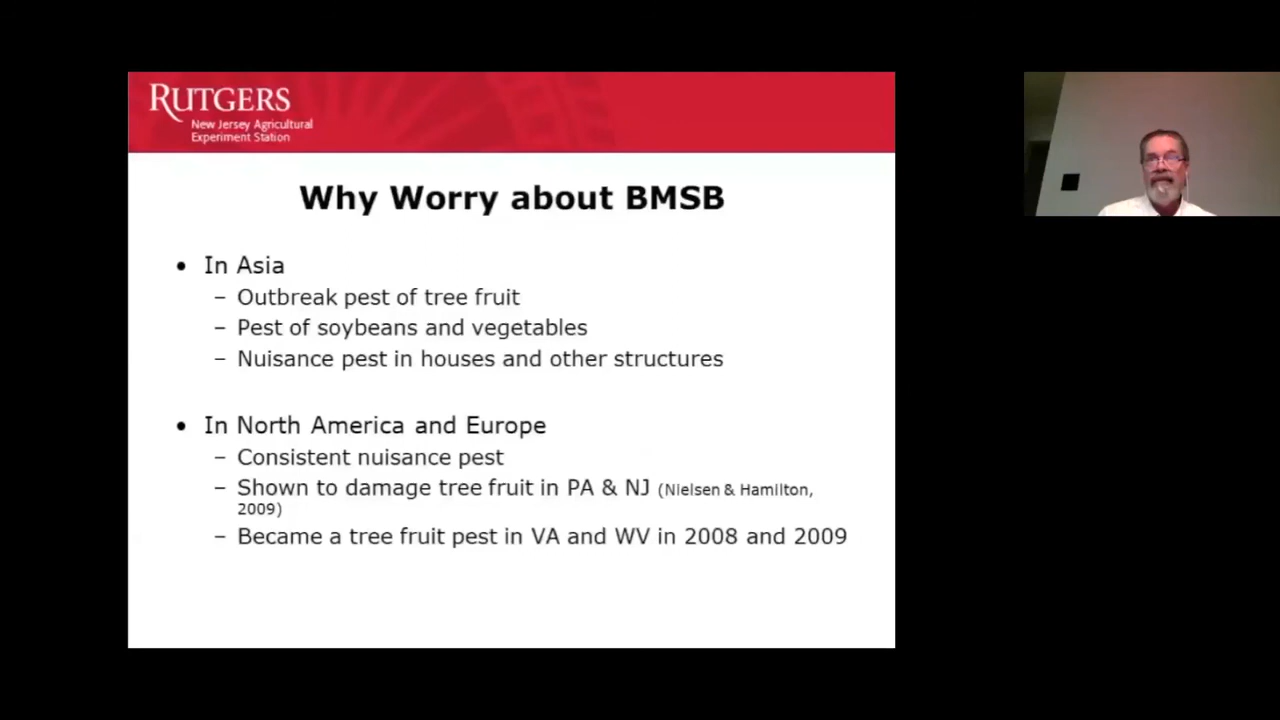 RUTGERS
New Jersey Agricultural
Experiment Station
Why Worry about BMSB
• In Asia
– Outbreak pest of tree fruit
– Pest of soybeans and vegetables
– Nuisance pest in houses and other structures
• In North America and Europe
– Consistent nuisance pest
– Shown to damage tree fruit in PA & NJ (Nielsen & Hamilton,
2009)
– Became a tree fruit pest in VA and WV in 2008 and 2009